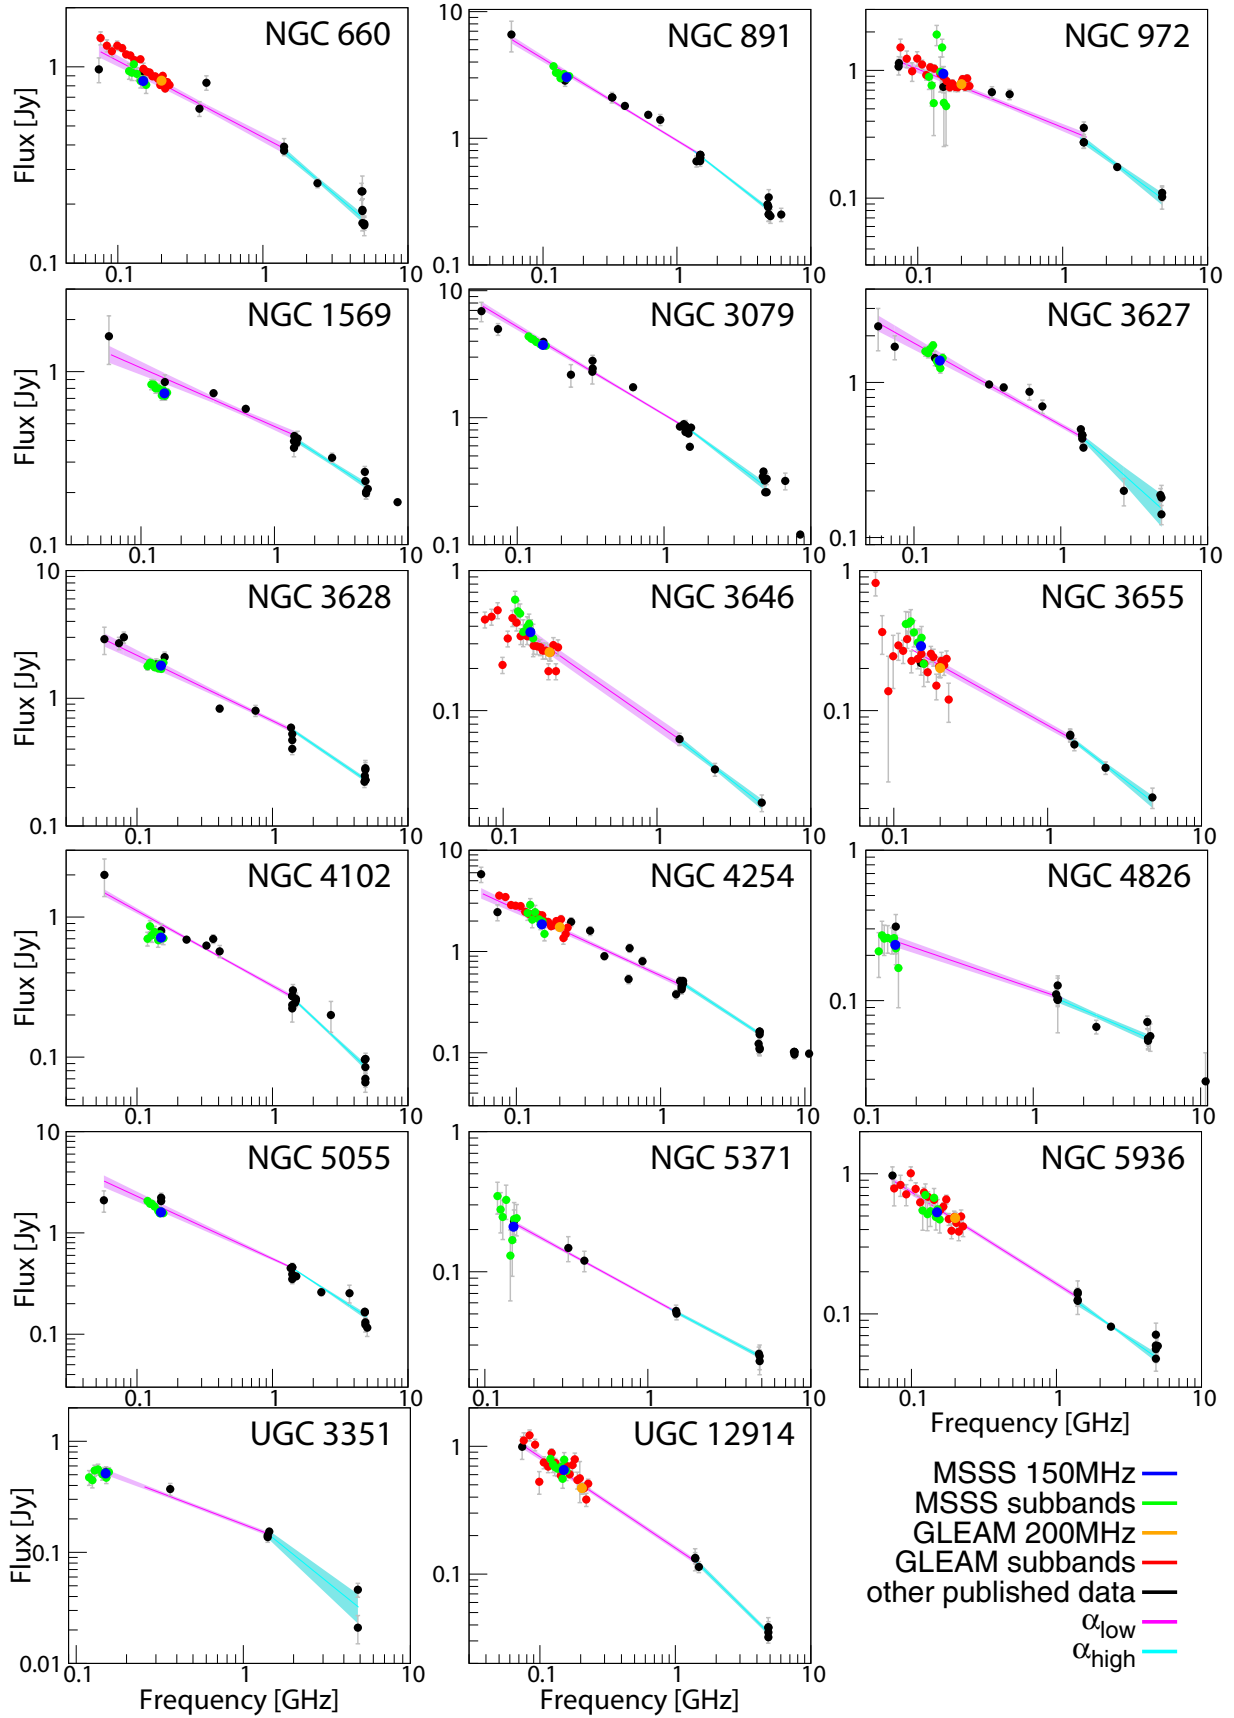 NGC 660
NGC 891
NGC 972
Flux [Jy]
1
0.1
0.1
1
10
10
1
0.1
0.1
1
10
1
0.1
0.1
1
10
NGC 1569
NGC 3079
NGC 3627
Flux [Jy]
1
0.1
0.1
1
10
10
1
0.1
0.1
1
10
1
0.1
0.1
1
10
NGC 3628
NGC 3646
NGC 3655
Flux [Jy]
10
1
0.1
0.1
1
10
1
0.1
0.1
1
10
1
0.1
0.1
1
10
NGC 4102
NGC 4254
NGC 4826
Flux [Jy]
1
0.1
0.1
1
10
10
1
0.1
0.1
1
10
1
0.1
0.1
1
10
NGC 5055
NGC 5371
NGC 5936
Flux [Jy]
10
1
0.1
0.1
1
10
1
0.1
0.1
1
10
1
0.1
0.1
1
10
Frequency [GHz]
UGC 3351
UGC 12914
Flux [Jy]
1
0.1
0.01
0.1
1
10
Frequency [GHz]
1
0.1
0.1
1
10
Frequency [GHz]
MSSS 150MHz
MSSS subbands
GLEAM 200MHz
GLEAM subbands
other published data
αlow
αhigh